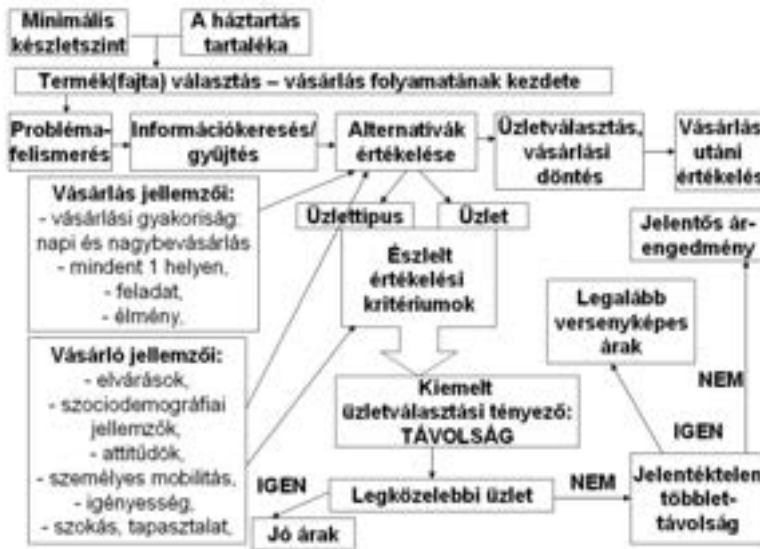 Minimális
készletszint
A háztartás
tartaléka
Termék(fajta) választás – vásárlás folyamatának kezdete
Probléma-
felismerés
Információkeresés/
gyűjtés
Alternatívák
értékelése
Üzletválasztás,
vásárlási
döntés
Vásárlás
utáni
értékelés
Vásárlás jellemzői:
- vásárlási gyakoriság:
napi és nagybevásárlás
- mindent 1 helyen,
- feladat,
- élmény,
Üzlettípus
Üzlet
Észlelt
értékelési
kritériumok
Jelentős ár-
engedmény
Legalább
versenyképes
árak
Vásárló jellemzői:
- elvárások,
- szociodemográfiai
jellemzők,
- attitűdök,
- személyes mobilitás,
- igényesség,
- szokás, tapasztalat,
Kiemelt
üzletválasztási tényező:
TÁVOLSÁG
NEM
IGEN
IGEN
Legközelebbi üzlet
NEM
Jelentéktelen
többlet-
távolság
Jó árak